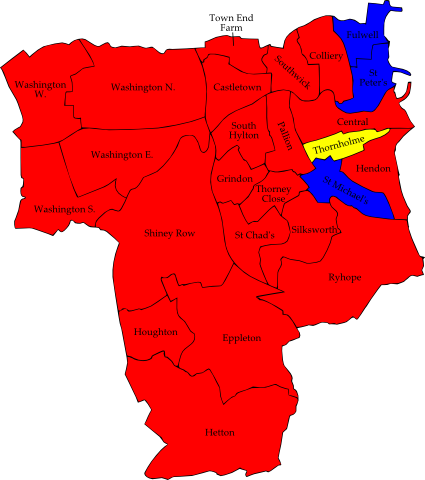 Town End
Farm
Fulwell
Colliery
Southwick
St
Peter's
Washington
W.
Washington N.
Castletown
Central
South
Hylton
Pallion
Thornholme
Washington E.
Hendon
Grindon
St Micheal's
Thorney
Close
Washington S.
Shiney Row
St Chad's
Silksworth
Ryhope
Houghton
Eppleton
Hetton